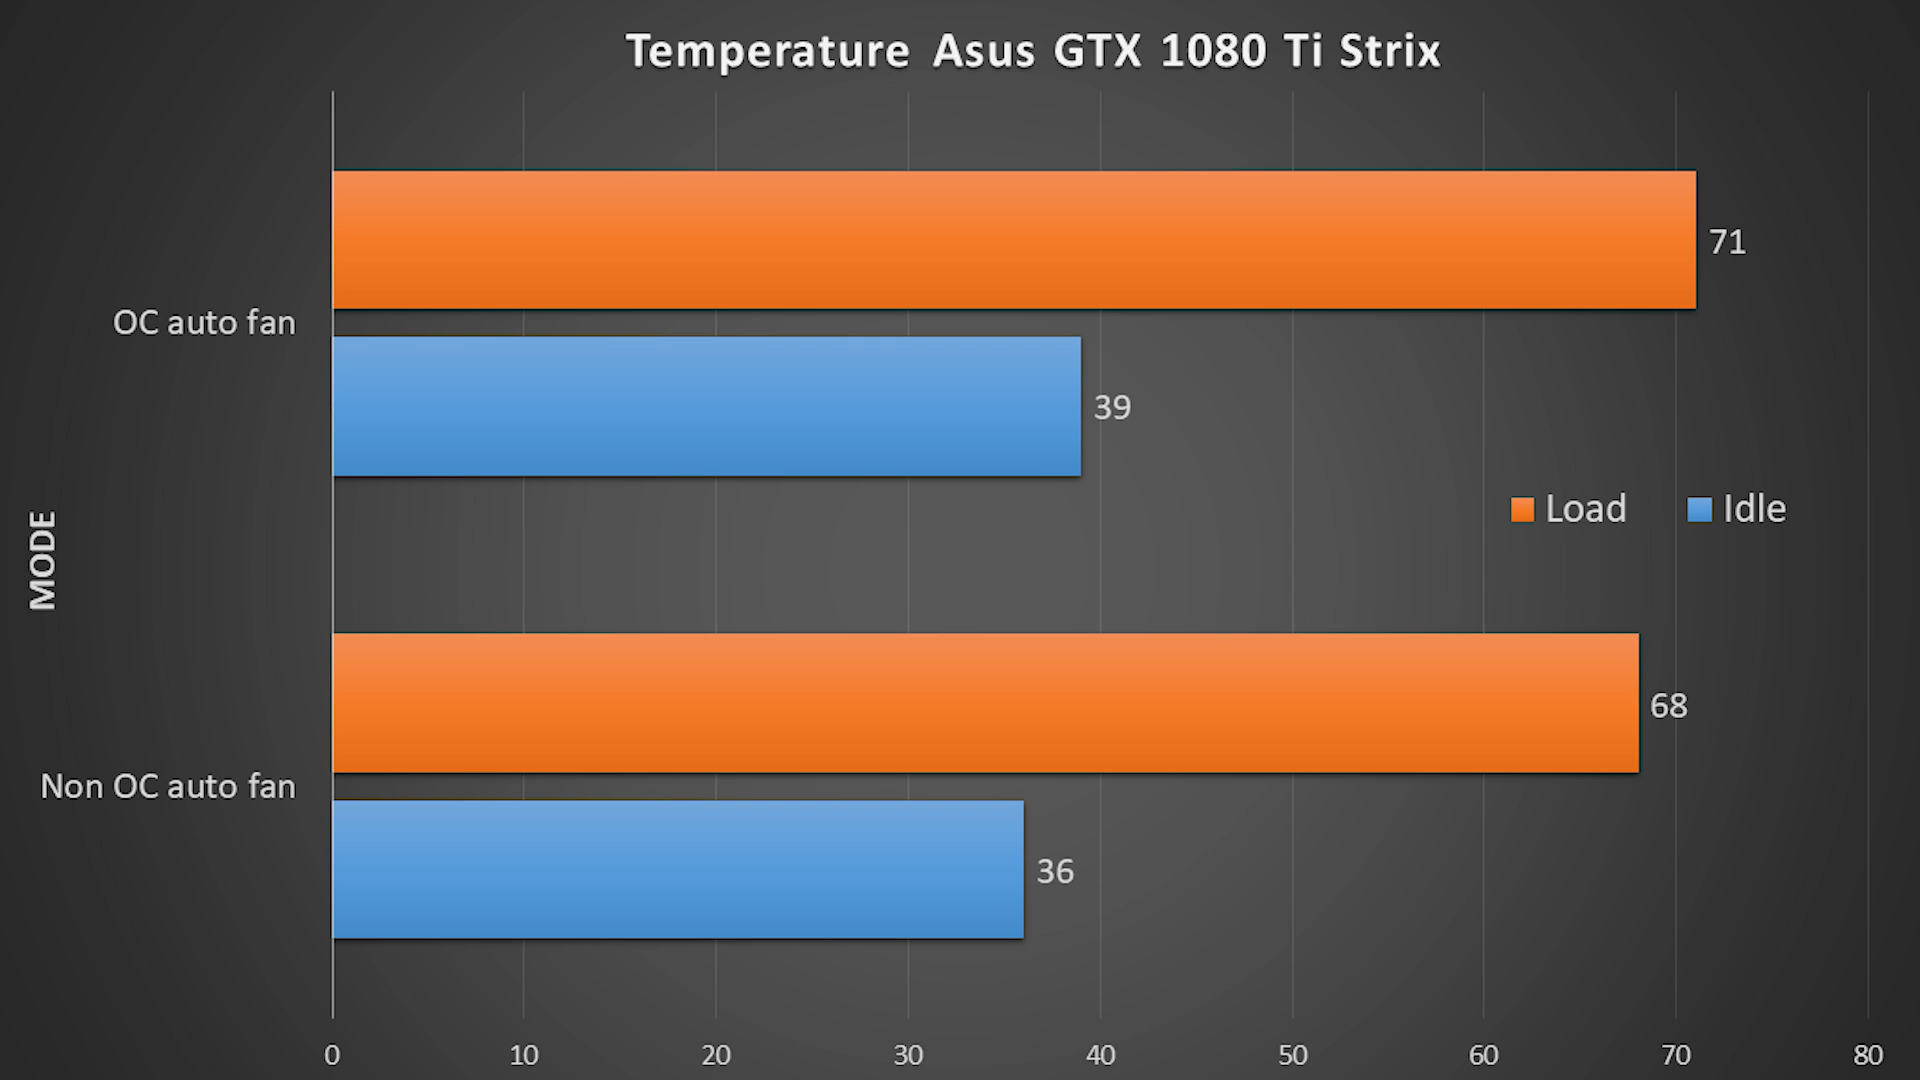 Temperature Asus GTX 1080 Ti Strix
71
OC auto fan
39
Load
Idle
MODE
68
Non OC auto fan
36
0 10 20 30 40 50 60 70 80